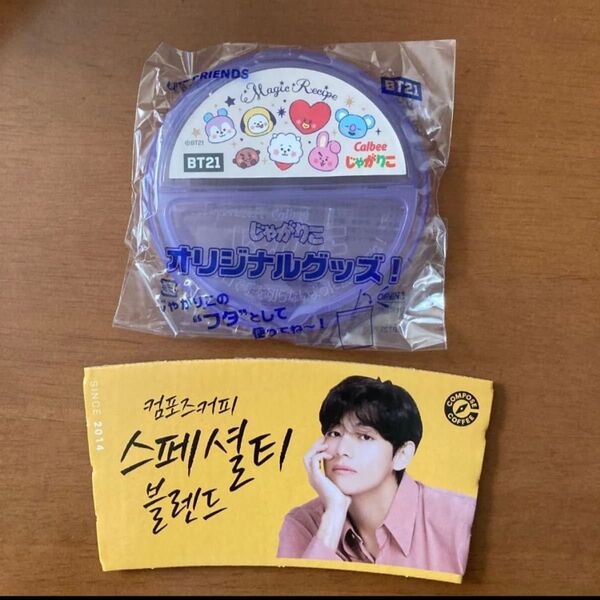 LINE FRIENDS
BT21
Magic Recipe
©BT21
BT21
Calbee
じゃがりこ
じゃがりこ
オリジナルグッズ!
じゃがりこの
“フタ”として
使ってね〜!
OPEN
SINCE 2014
컴포즈커피
스페셜티
블렌드
COMPOSE
COFFEE